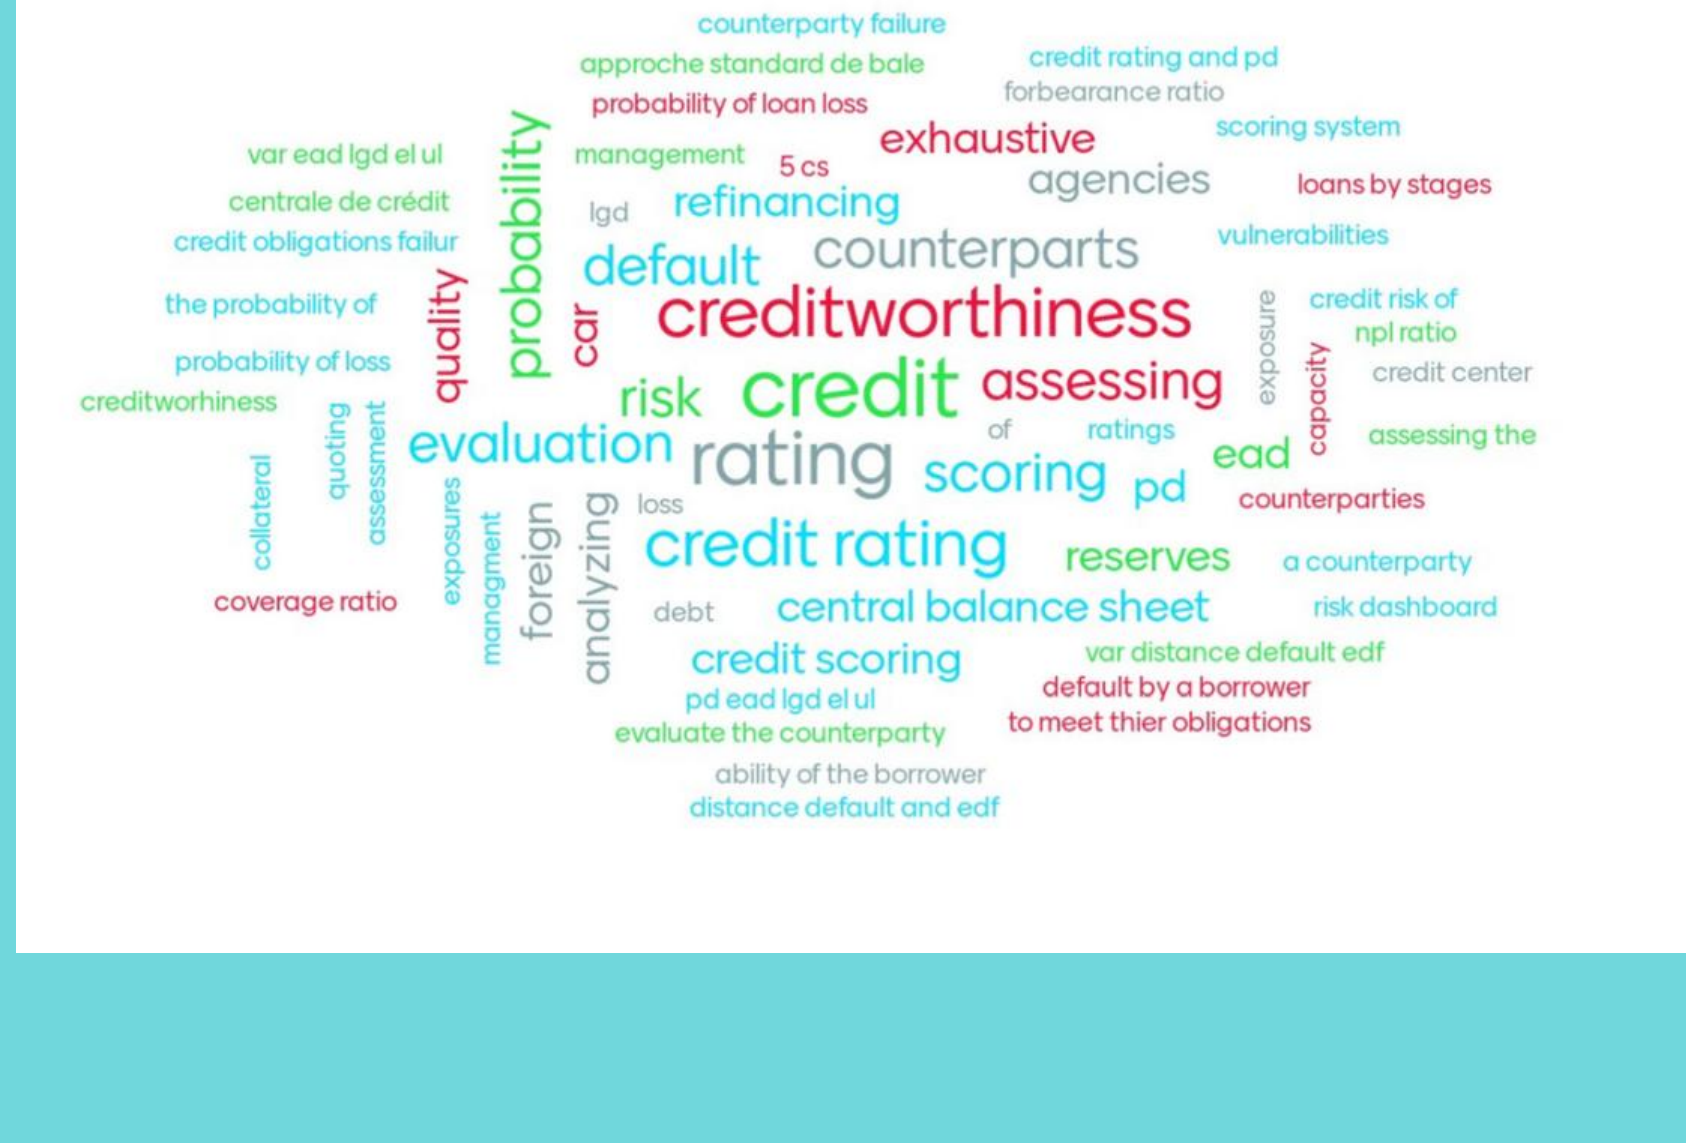 counterparty failure
approche standard de bale
credit rating and pd
forbearance ratio
probability of loan loss
exhaustive
scoring system
var ead lgd el ul
probability
management
5 cs
agencies
loans by stages
centrale de crédit
lgd
refinancing
credit obligations failur
default
counterparts
vulnerabilities
the probability of
quality
car
creditworthiness
exposure
credit risk of
npl ratio
probability of loss
risk
credit
assessing
capacity
credit center
creditworhiness
quoting
assessment
evaluation
rating
of
ratings
scoring
pd
ead
assessing the
collateral
exposures
managment
foreign
analyzing
loss
counterparties
credit rating
reserves
a counterparty
coverage ratio
debt
central balance sheet
risk dashboard
credit scoring
var distance default edf
pd ead lgd el ul
default by a borrower
evaluate the counterparty
to meet thier obligations
ability of the borrower
distance default and edf